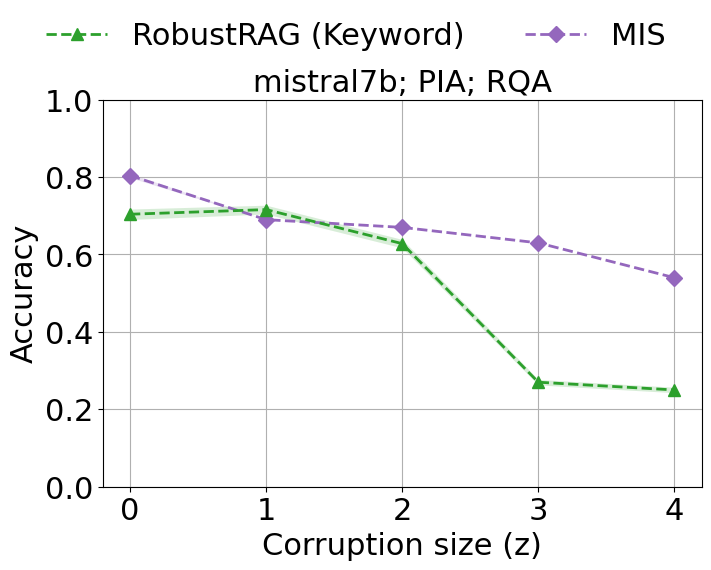 RobustRAG (Keyword) MIS
mistral7b; PIA; RQA
1.0
0.8
0.6
0.4
0.2
0.0
Accuracy
0 1 2 3 4
Corruption size (z)